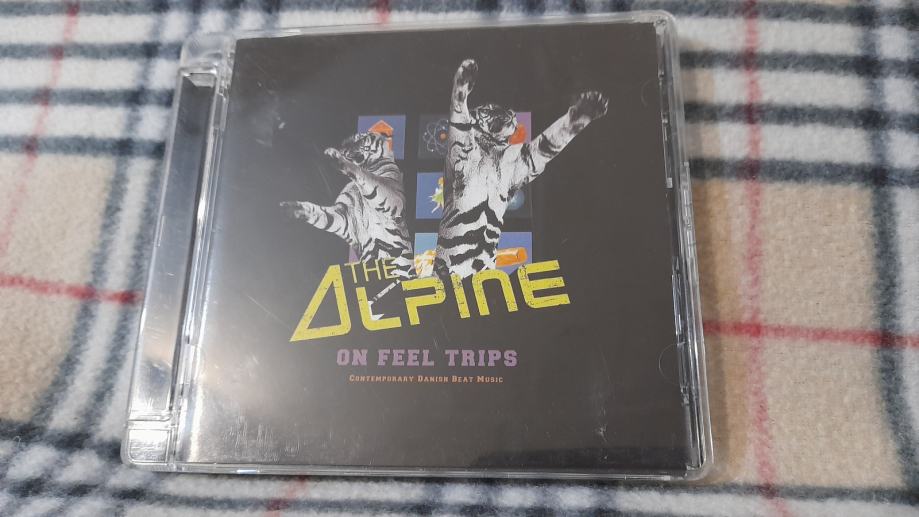 THE
ALPINE
ON FEEL TRIPS
CONTEMPORARY DANISH BEAT MUSIC